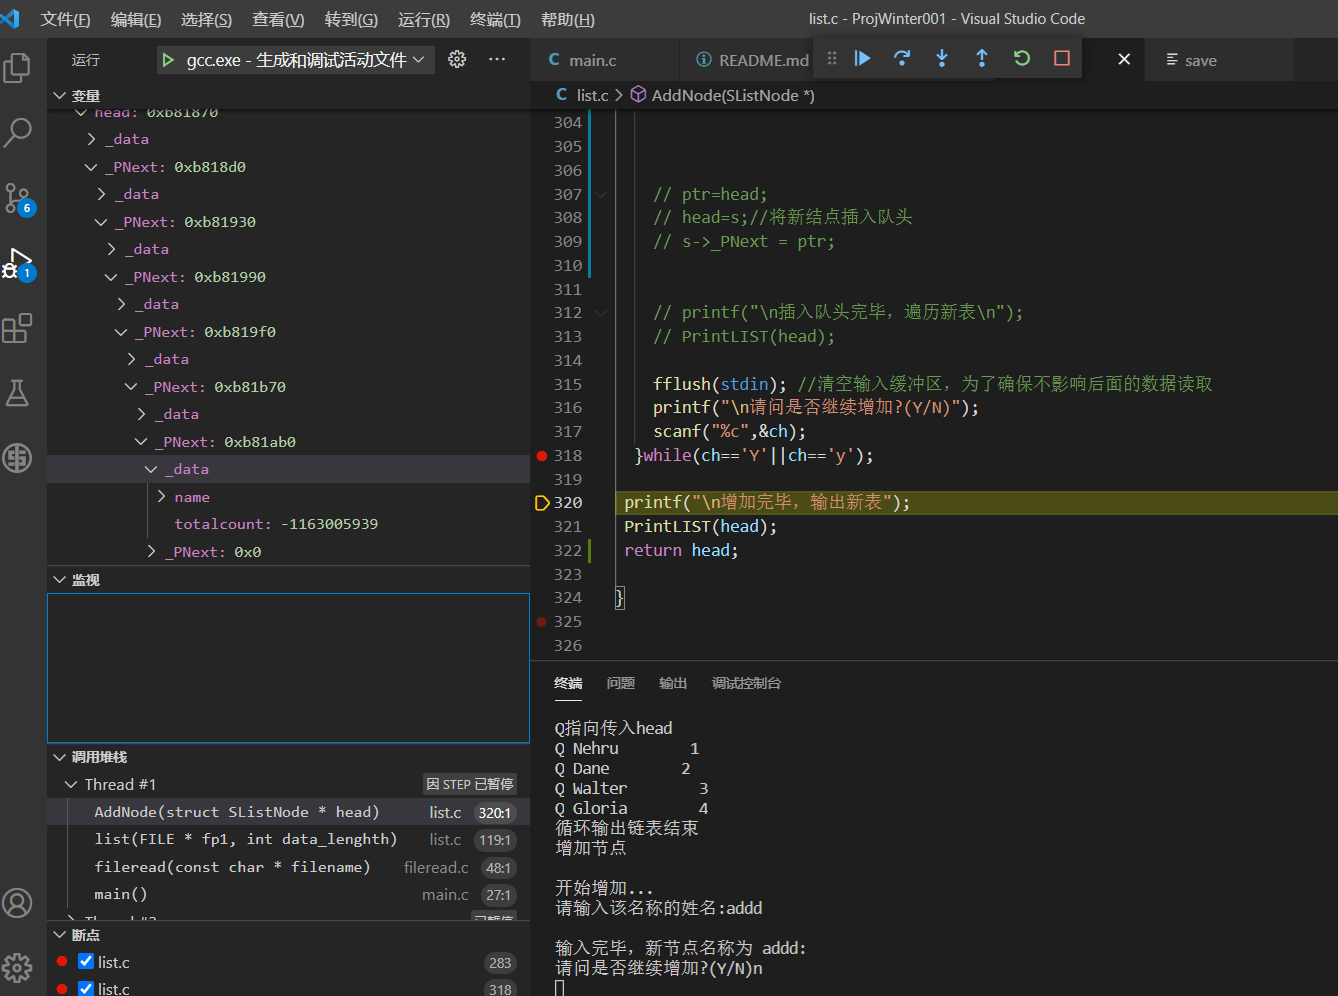 文件(F) 编辑(E) 选择(S) 查看(V) 转到(G) 运行(R) 终端(T) 帮助(H) list.c - ProjWinter001 - Visual Studio Code
运行 gcc.exe - 生成和调试活动文件 ...
变量
head: 0xb81870
_data
_PNext: 0xb818d0
_data
_PNext: 0xb81930
_data
_PNext: 0xb81990
_data
_PNext: 0xb819f0
_data
_PNext: 0xb81b70
_data
_PNext: 0xb81ab0
_data
name
totalcount: -1163005939
_PNext: 0x0
监视
调用堆栈
Thread #1 因 STEP 已暂停
AddNode(struct SListNode * head) list.c 320:1
list(FILE * fp1, int data_lenghth) list.c 119:1
fileread(const char * filename) fileread.c 48:1
main() main.c 27:1
Thread #2 已暂停
断点
list.c 283
list.c 318
6
1
C main.c README.md save
C list.c > AddNode(SListNode *)
304
305
306
307 // ptr=head;
308 // head=s;//将新结点插入队头
309 // s->_PNext = ptr;
310
311
312 // printf("\n插入队头完毕, 遍历新表\n");
313 // PrintLIST(head);
314
315 fflush(stdin); //清空输入缓冲区, 为了确保不影响后面的数据读取
316 printf("\n请问是否继续增加?(Y/N)");
317 scanf("%c",&ch);
318 }while(ch=='Y'||ch=='y');
319
320 printf("\n增加完毕, 输出新表");
321 PrintLIST(head);
322 return head;
323
324 }
325
326
终端 问题 输出 调试控制台
Q指向传入head
Q Nehru 1
Q Dane 2
Q Walter 3
Q Gloria 4
循环输出链表结束
增加节点
开始增加...
请输入该名称的姓名:addd
输入完毕, 新节点名称为 addd:
请问是否继续增加?(Y/N)n